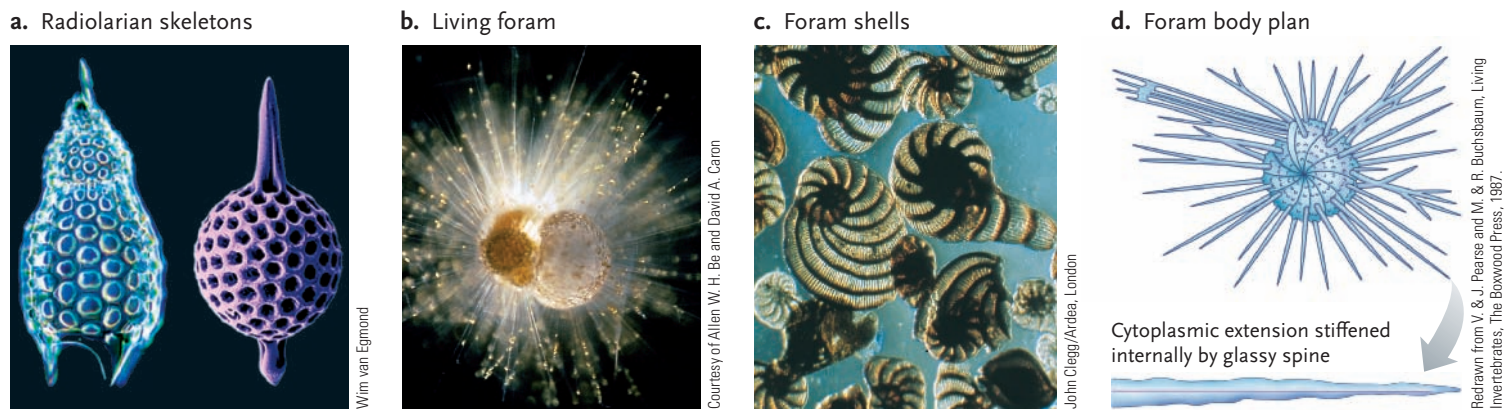 a. Radiolarian skeletons
Wim van Egmond
b. Living foram
Courtesy of Allen W. H. Be and David A. Caron
c. Foram shells
John Clegg/Ardea, London
d. Foram body plan
Cytoplasmic extension stiffened
internally by glassy spine
Redrawn from V. & J. Pearse and M. & R. Buchsbaum, Living
Invertebrates, The Boxwood Press, 1987.